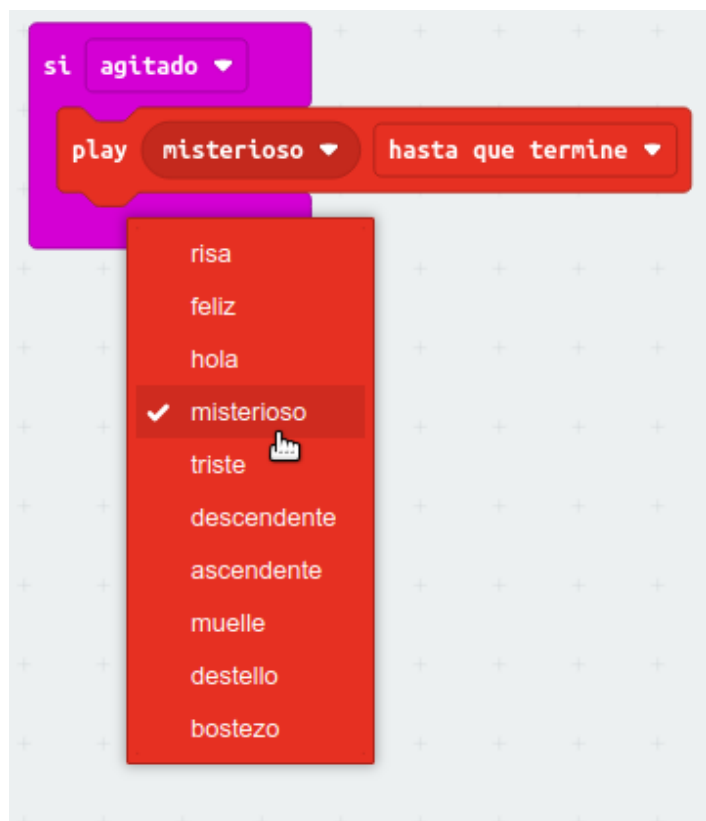 si agitado
play misterioso hasta que termine
risa
feliz
hola
misterioso
triste
descendente
ascendente
muelle
destello
bostezo